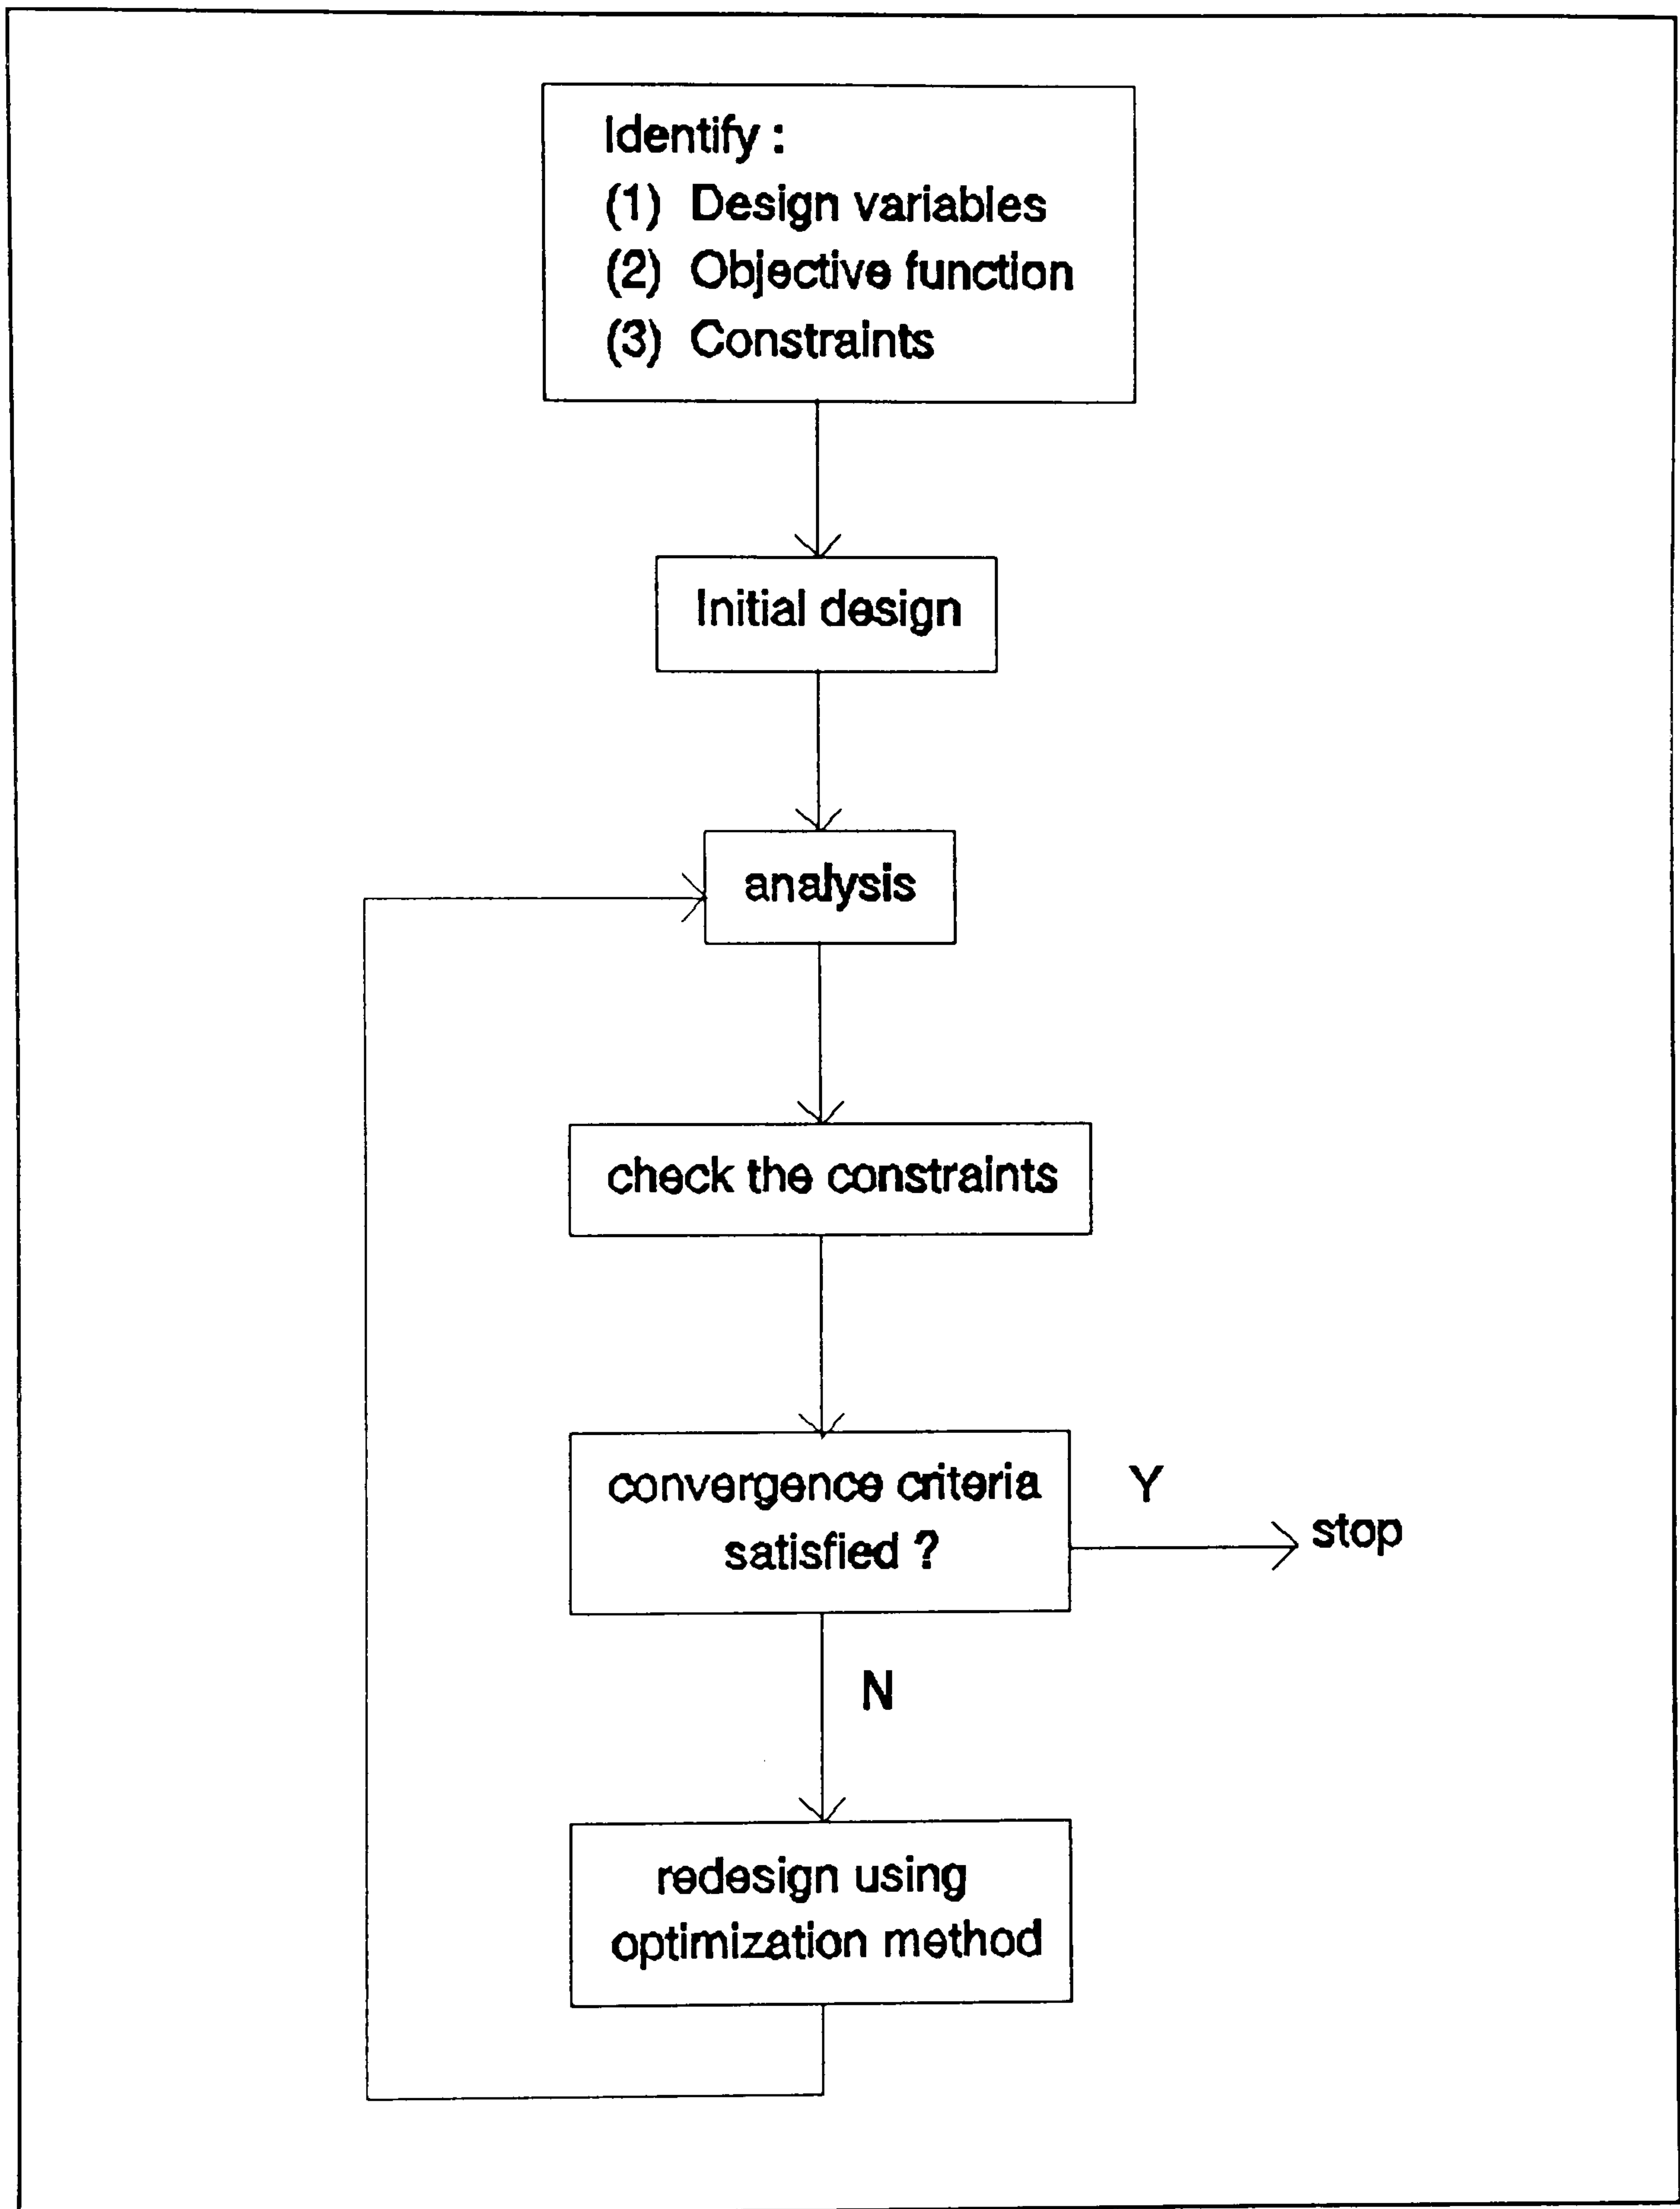 Identify :
(1) Design variables
(2) Objective function
(3) Constraints
Initial design
analysis
check the constraints
convergence criteria
satisfied ?
Y
stop
N
redesign using
optimization method